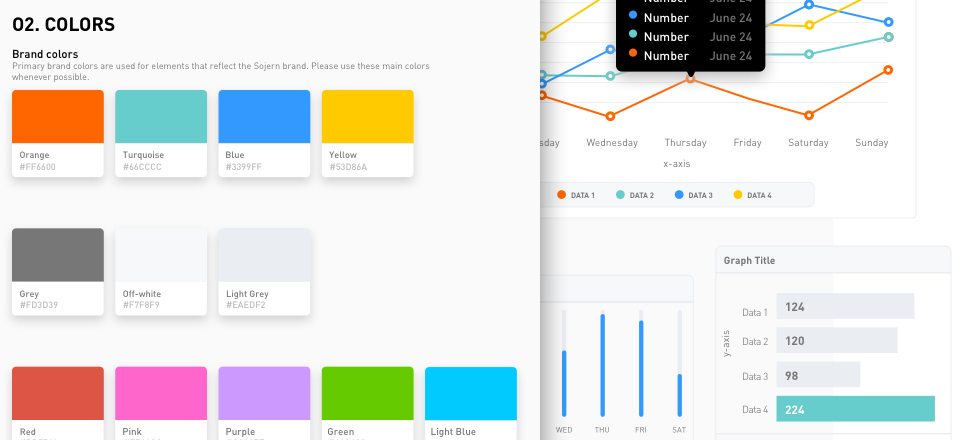 02. COLORS
Brand colors
Primary brand colors are used for elements that reflect the Sojern brand. Please use these main colors
whenever possible.
Orange
#FF6600
Turquoise
#66CCCC
Blue
#3399FF
Yellow
#53D86A
Grey
#FD3D39
Off-white
#F7F8F9
Light Grey
#EAEDF2
Red
Pink
Purple
Green
Light Blue
Number June 24
Number June 24
Number June 24
Number June 24
sday Wednesday Thursday Friday Saturday Sunday
x-axis
DATA 1 DATA 2 DATA 3 DATA 4
WED THU FRI SAT
Graph Title
y-axis
Data 1 124
Data 2 120
Data 3 98
Data 4 224